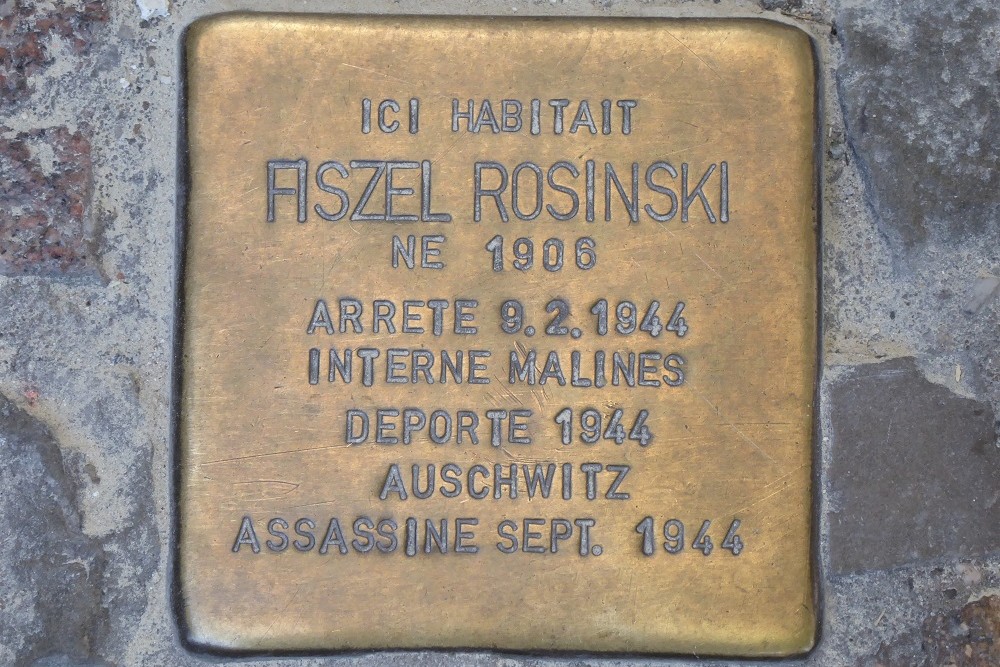 ICI HABITAIT
FISZEL ROSINSKI
NE 1906
ARRETE 9.2.1944
INTERNE MALINES
DEPORTE 1944
AUSCHWITZ
ASSASSINE SEPT. 1944